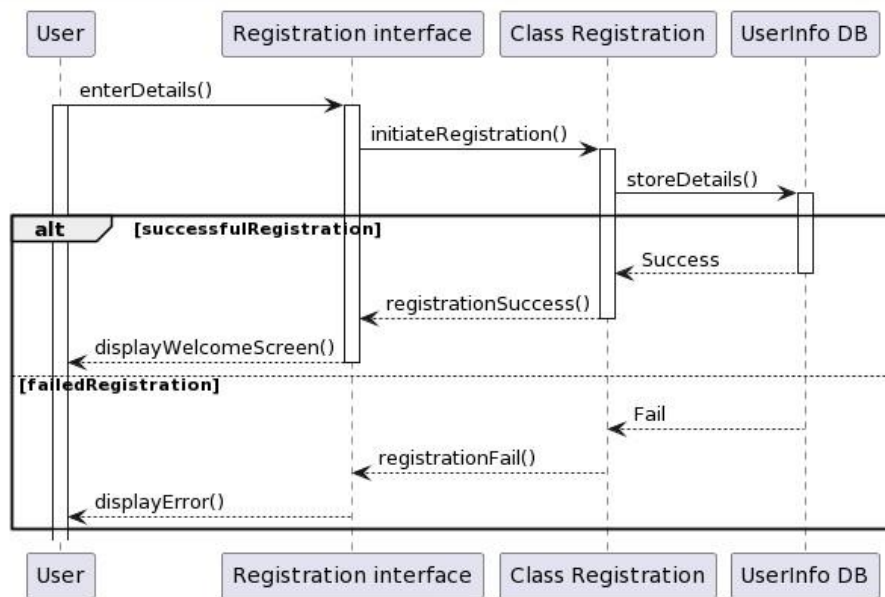 User Registration interface Class Registration UserInfo DB
enterDetails()
initiateRegistration()
storeDetails()
alt [successfulRegistration]
Success
registrationSuccess()
displayWelcomeScreen()
[failedRegistration]
Fail
registrationFail()
displayError()
User Registration interface Class Registration UserInfo DB